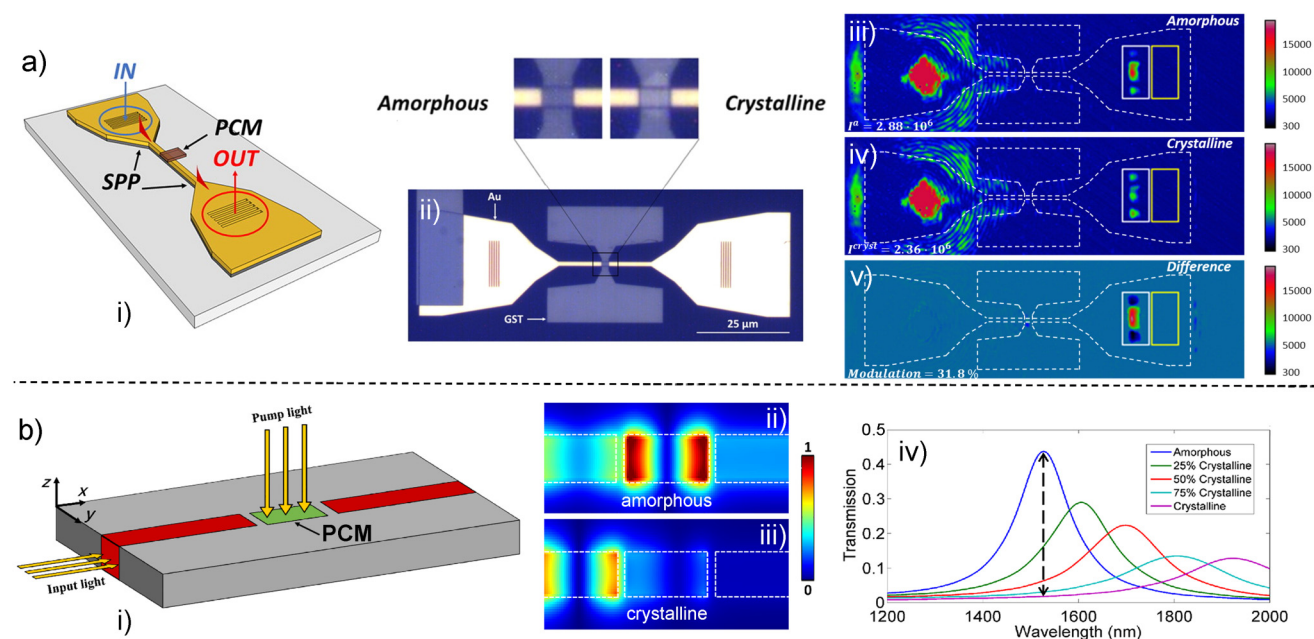 a)
IN
PCM
OUT
SPP
i)
Amorphous
Crystalline
ii)
Au
GST
25 µm
iii)
Amorphous
I^a = 2.88 · 10^6
15000
10000
5000
300
iv)
Crystalline
I^cryst = 2.36 · 10^6
15000
10000
5000
300
v)
Difference
Modulation = 31.8 %
15000
10000
5000
300
b)
Pump light
z
x
y
PCM
Input light
i)
ii)
amorphous
iii)
crystalline
1
0
iv)
Transmission
0.5
0.4
0.3
0.2
0.1
0
Amorphous
25% Crystalline
50% Crystalline
75% Crystalline
Crystalline
1200 1400 1600 1800 2000
Wavelength (nm)